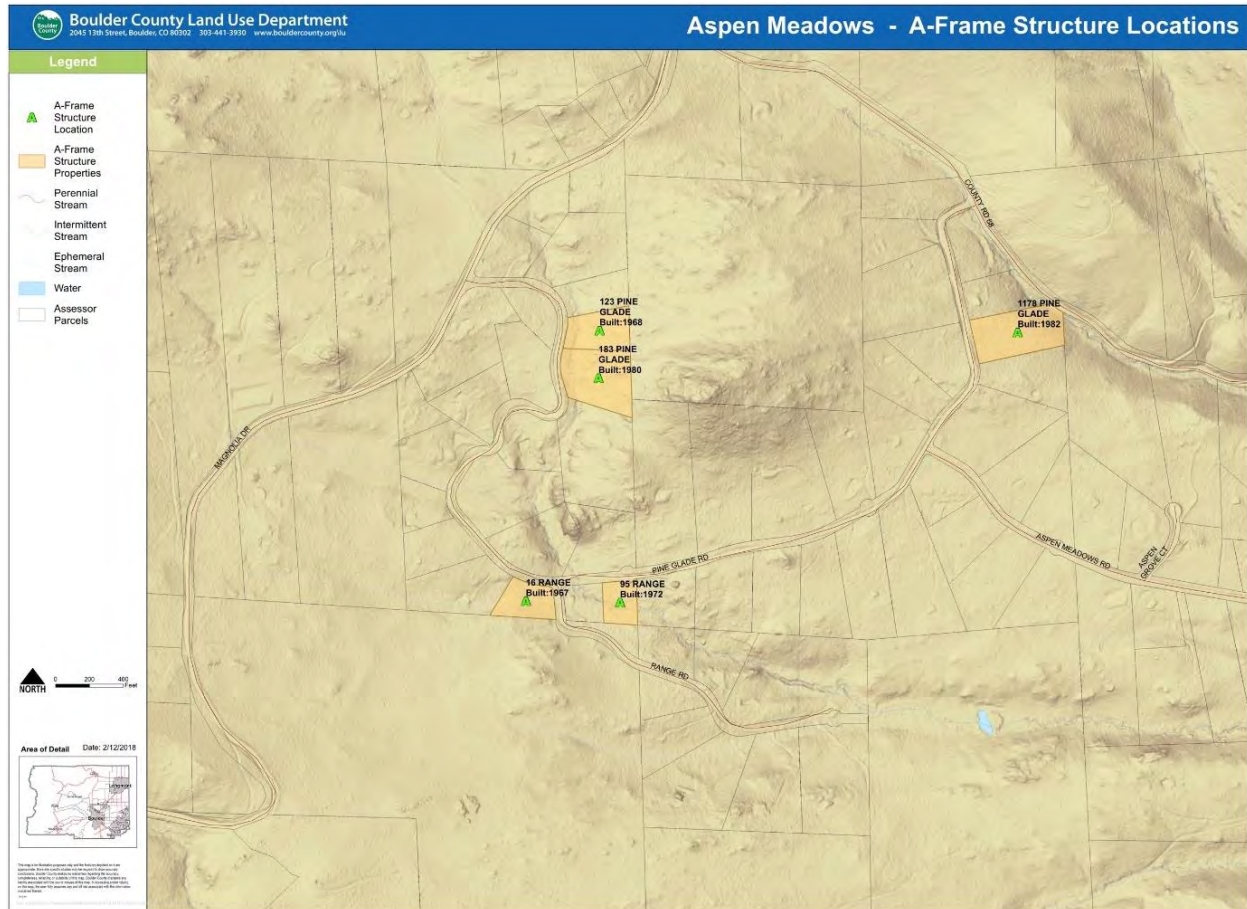 Boulder County
Boulder County Land Use Department
2045 13th Street, Boulder, CO 80302 303-441-3930 www.bouldercounty.org\lu
Aspen Meadows - A-Frame Structure Locations
Legend
A A-Frame
Structure
Location
A-Frame
Structure
Properties
Perennial
Stream
Intermittent
Stream
Ephemeral
Stream
Water
Assessor
Parcels
COUNTY RD 68
123 PINE
GLADE
Built:1968
A
183 PINE
GLADE
Built:1980
A
1178 PINE
GLADE
Built:1982
A
MAGNOLIA DR
PINE GLADE RD
ASPEN MEADOWS RD
ASPEN
GROVE CT
16 RANGE
Built:1967
A
95 RANGE
Built:1972
A
RANGE RD
NORTH
0 200 400
Feet
Area of Detail Date: 2/12/2018
Boulder